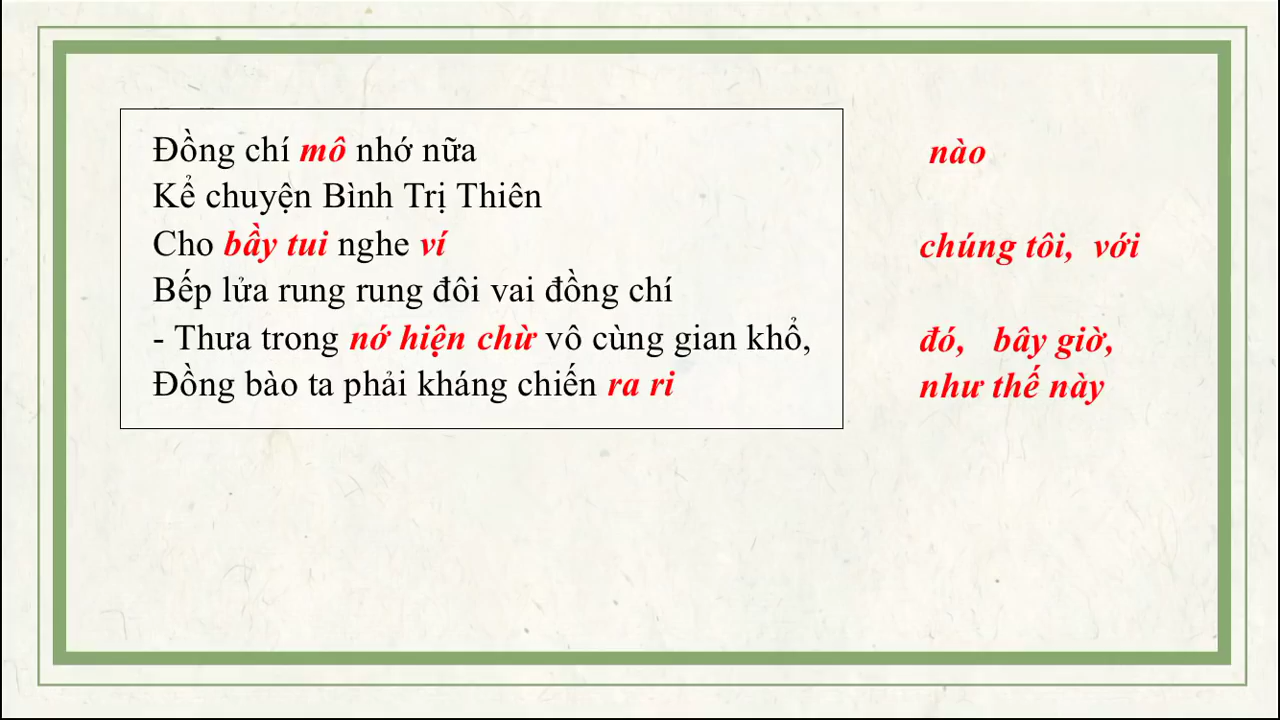 Đồng chí mô nhớ nữa
nào
Kể chuyện Bình Trị Thiên
Cho bầy tui nghe ví
chúng tôi, với
Bếp lửa rung rung đôi vai đồng chí
- Thưa trong nớ hiện chừ vô cùng gian khổ,
đó, bây giờ,
Đồng bào ta phải kháng chiến ra ri
như thế này